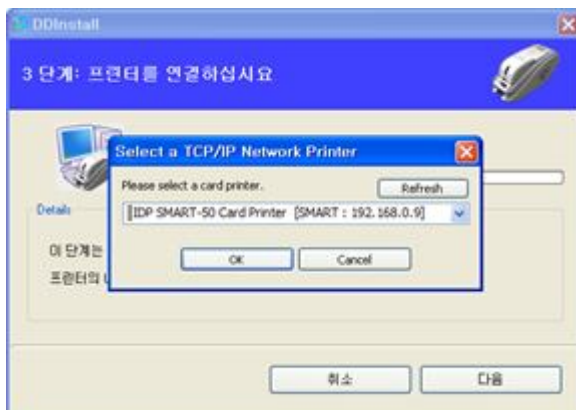 DDInstall
3 단계: 프린터를 연결하십시요
Select a TCP/IP Network Printer
Please select a card printer.
Refresh
IDP SMART-50 Card Printer [SMART : 192.168.0.9]
OK
Cancel
Details
이 단계는
프린터의
취소
다음